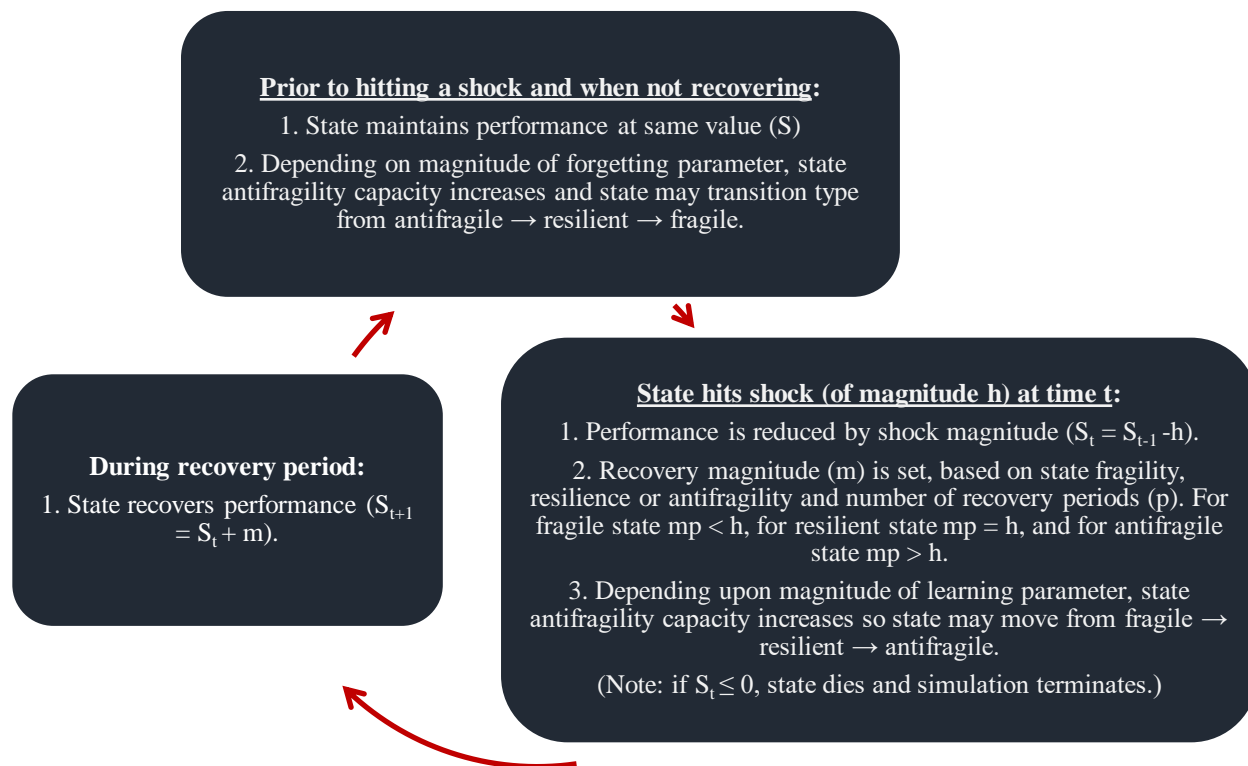 Prior to hitting a shock and when not recovering:
1. State maintains performance at same value (S)
2. Depending on magnitude of forgetting parameter, state
antifragility capacity increases and state may transition type
from antifragile → resilient → fragile.
State hits shock (of magnitude h) at time t:
1. Performance is reduced by shock magnitude (Sₜ = Sₜ₋₁ -h).
2. Recovery magnitude (m) is set, based on state fragility,
resilience or antifragility and number of recovery periods (p). For
fragile state mp < h, for resilient state mp = h, and for antifragile
state mp > h.
3. Depending upon magnitude of learning parameter, state
antifragility capacity increases so state may move from fragile →
resilient → antifragile.
(Note: if Sₜ ≤ 0, state dies and simulation terminates.)
During recovery period:
1. State recovers performance (Sₜ₊₁
= Sₜ + m).